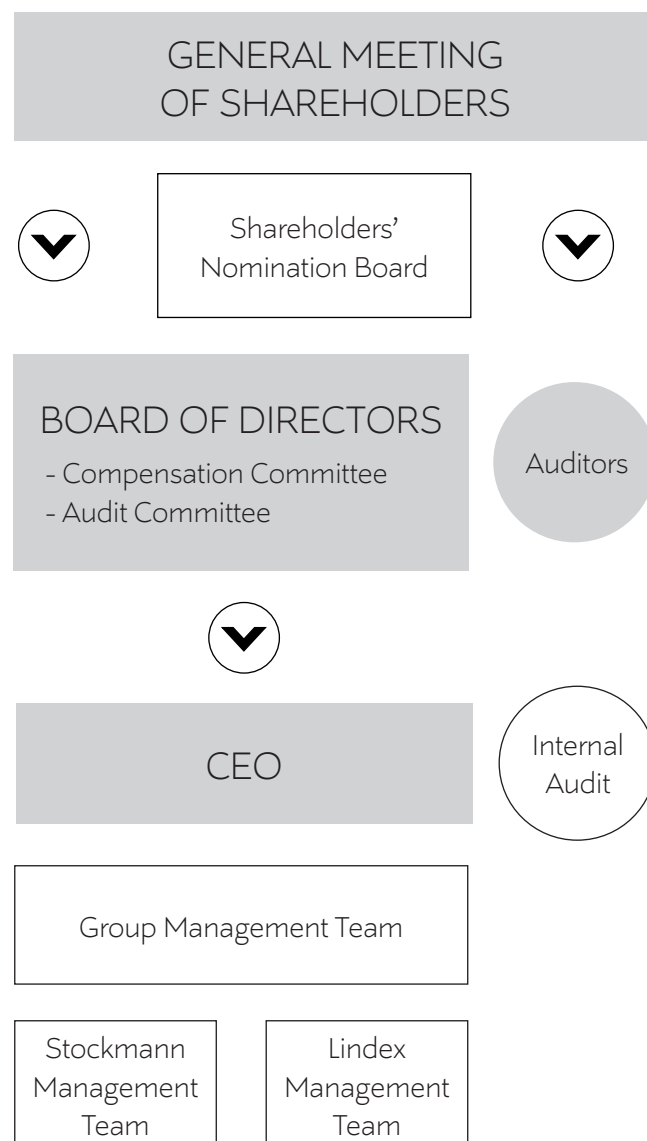 GENERAL MEETING
OF SHAREHOLDERS
Shareholders’
Nomination Board
BOARD OF DIRECTORS
- Compensation Committee
- Audit Committee
Auditors
CEO
Internal
Audit
Group Management Team
Stockmann
Management
Team
Lindex
Management
Team